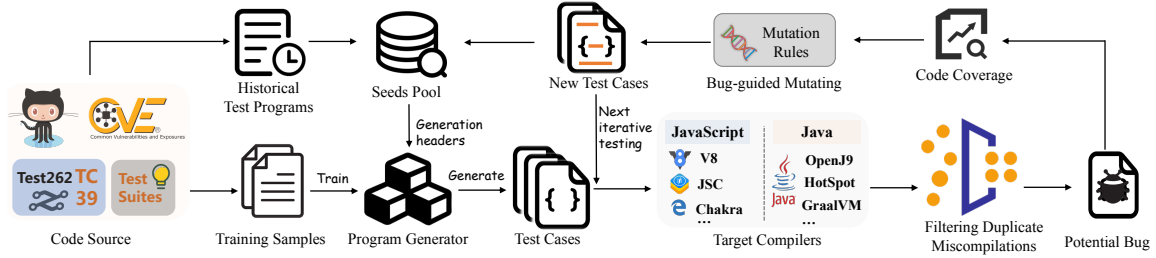 Historical
Test Programs
Seeds Pool
{-}
New Test Cases
Mutation
Rules
Bug-guided Mutating
Code Coverage
CVE®
Common Vulnerabilities and Exposures
Test262 TC
39
Test
Suites
Code Source
Train
Training Samples
Generation
headers
Program Generator
Generate
{ }
Test Cases
Next
iterative
testing
JavaScript
V8
JSC
Chakra
...
Java
OpenJ9
HotSpot
Java
GraalVM
...
Target Compilers
Filtering Duplicate
Miscompilations
Potential Bug